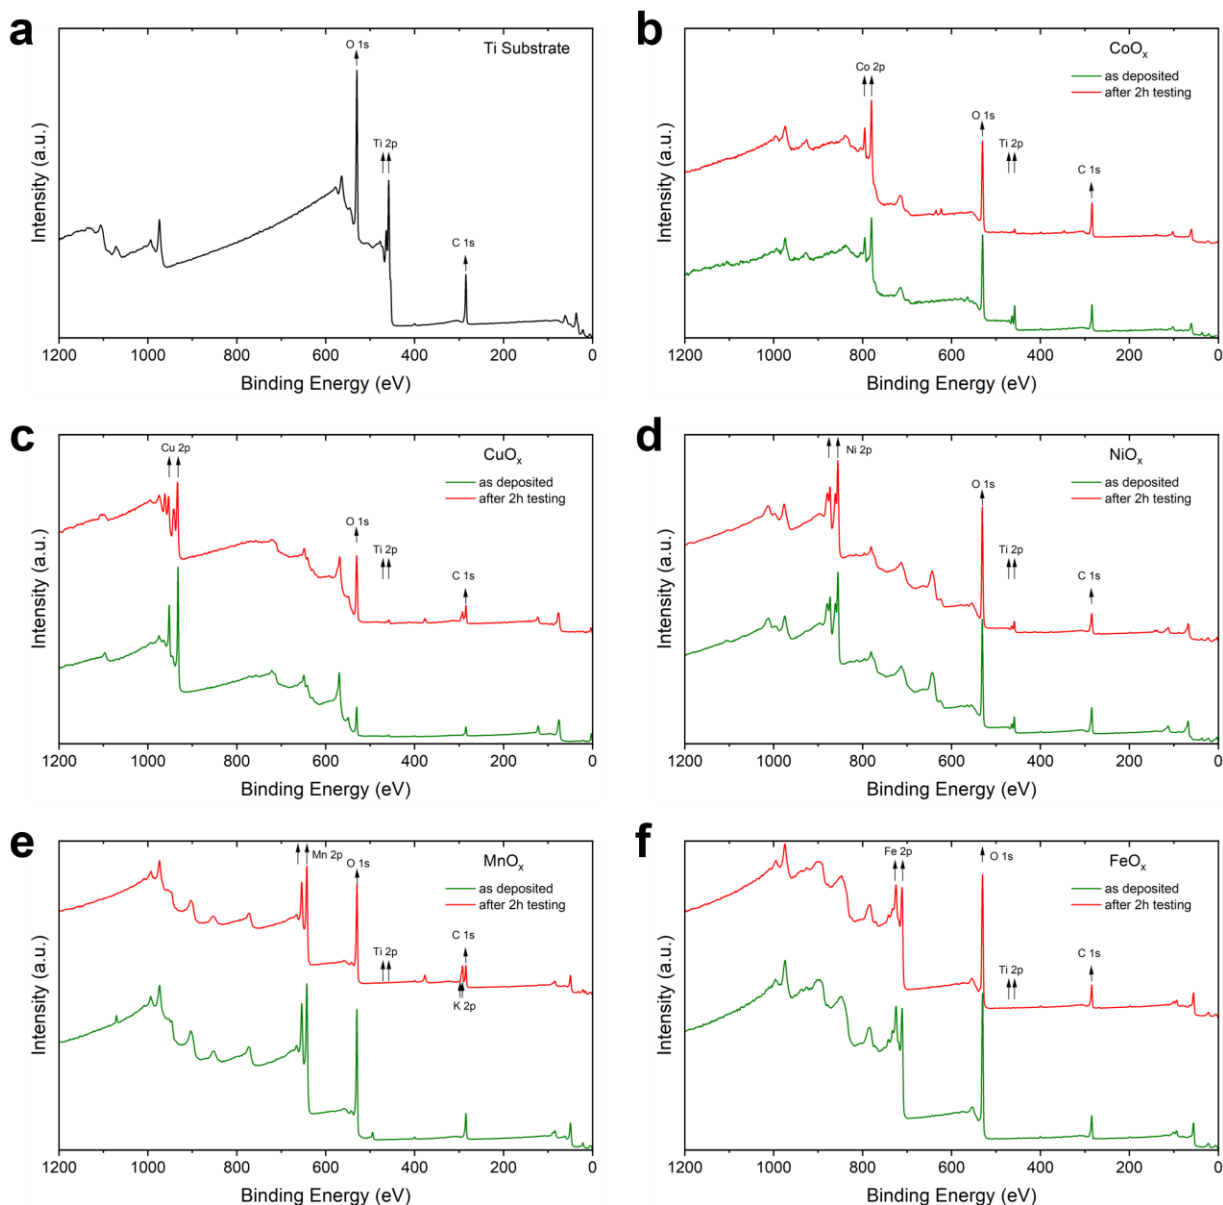 a
Ti Substrate
O 1s
Ti 2p
C 1s
Intensity (a.u.)
1200 1000 800 600 400 200 0
Binding Energy (eV)
b
CoOx
as deposited
after 2h testing
Co 2p
O 1s
Ti 2p
C 1s
Intensity (a.u.)
1200 1000 800 600 400 200 0
Binding Energy (eV)
c
CuOx
as deposited
after 2h testing
Cu 2p
O 1s
Ti 2p
C 1s
Intensity (a.u.)
1200 1000 800 600 400 200 0
Binding Energy (eV)
d
NiOx
as deposited
after 2h testing
Ni 2p
O 1s
Ti 2p
C 1s
Intensity (a.u.)
1200 1000 800 600 400 200 0
Binding Energy (eV)
e
MnOx
as deposited
after 2h testing
Mn 2p
O 1s
Ti 2p
C 1s
K 2p
Intensity (a.u.)
1200 1000 800 600 400 200 0
Binding Energy (eV)
f
FeOx
as deposited
after 2h testing
Fe 2p
O 1s
Ti 2p
C 1s
Intensity (a.u.)
1200 1000 800 600 400 200 0
Binding Energy (eV)